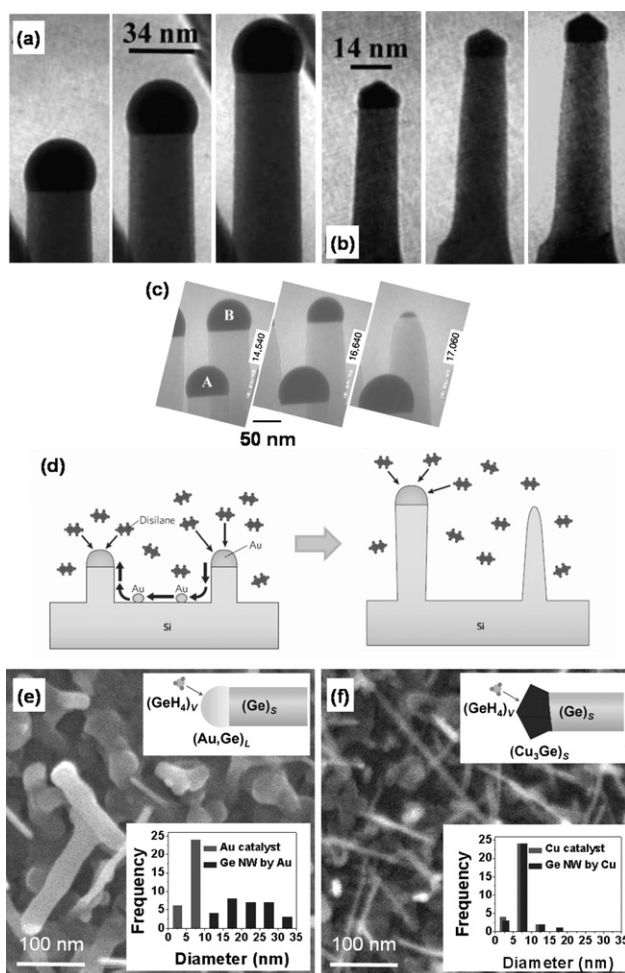 (a)
34 nm
(b)
14 nm
(c)
B
A
14,540
16,640
17,060
50 nm
(d)
Disilane
Au
Au
Au
Si
Si
(e)
(GeH4)V
(Ge)S
(Au,Ge)L
Frequency
25
20
15
10
5
0
Au catalyst
Ge NW by Au
0 5 10 15 20 25 30 35
Diameter (nm)
100 nm
(f)
(GeH4)V
(Ge)S
(Cu3Ge)S
Frequency
25
20
15
10
5
0
Cu catalyst
Ge NW by Cu
0 5 10 15 20 25 30 35
Diameter (nm)
100 nm